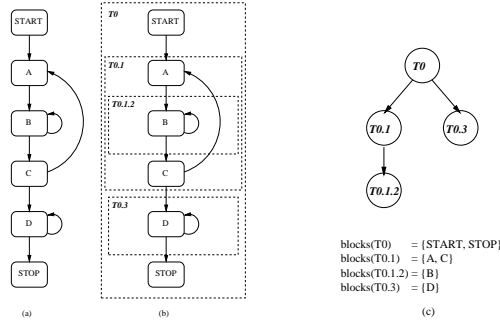 START
A
B
C
D
STOP
(a)
T0
START
T0.1
A
T0.1.2
B
C
T0.3
D
STOP
(b)
T0
T0.1
T0.3
T0.1.2
blocks(T0) = {START, STOP}
blocks(T0.1) = {A, C}
blocks(T0.1.2) = {B}
blocks(T0.3) = {D}
(c)